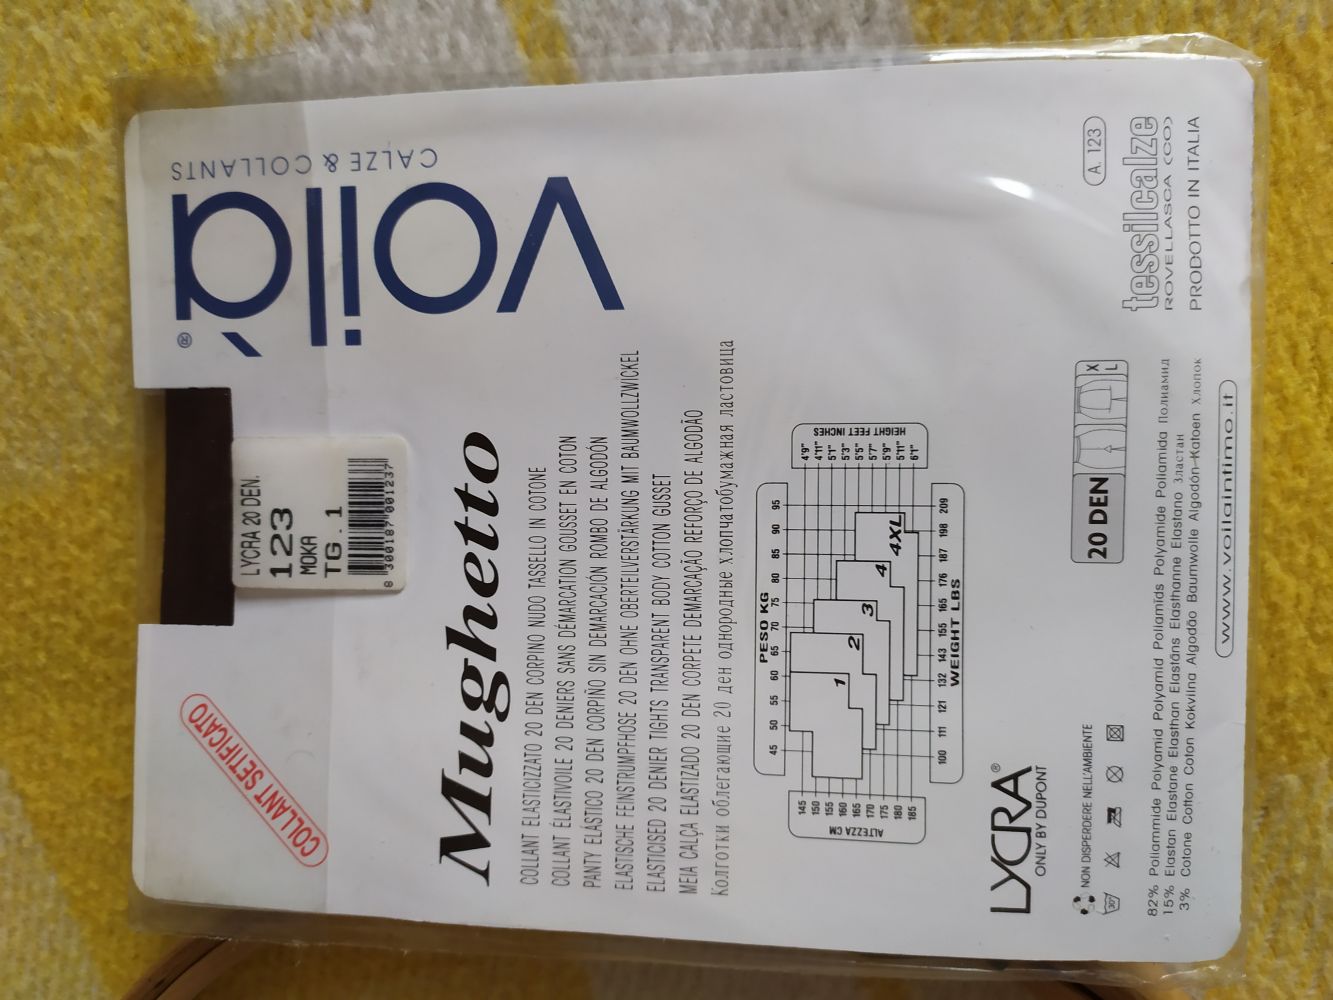 COLLANT SETIFICATO
LYCRA 20 DEN.
123
MOKA
TG. 1
8 300187 001237
voilà®
CALZE & COLLANTS
Mughetto
COLLANT ELASTICIZZATO 20 DEN CORPINO NUDO TASSELLO IN COTONE
COLLANT ELASTIVOILE 20 DENIERS SANS DÉMARCATION GOUSSET EN COTON
PANTY ELÁSTICO 20 DEN CORPIÑO SIN DEMARCACIÓN ROMBO DE ALGODÓN
ELASTISCHE FEINSTRUMPFHOSE 20 DEN OHNE OBERTEILVERSTÄRKUNG MIT BAUMWOLLZWICKEL
ELASTICISED 20 DENIER TIGHTS TRANSPARENT BODY COTTON GUSSET
MEIA CALÇA ELASTIZADO 20 DEN CORPETE DEMARCAÇÃO REFORÇO DE ALGODÃO
Колготки облегающие 20 ден однородные хлопчатобумажная ластовица
PESO KG
45 50 55 60 65 70 75 80 85 90 95
ALTEZZA CM
145 150 155 160 165 170 175 180 185
HEIGHT FEET INCHES
4'9" 4'11" 5'1" 5'3" 5'5" 5'7" 5'9" 5'11" 6'1"
1 2 3 4 4XL
100 111 121 132 143 155 165 176 187 198 209
WEIGHT LBS
LYCRA®
ONLY BY DUPONT
20 DEN
X
L
A. 123
tessilcalze
ROVELLASCA (CO)
PRODOTTO IN ITALIA
NON DISPERDERE NELL'AMBIENTE
30°
82% Poliammide Polyamid Polyamid Poliamids Polyamide Poliamida Полиамид
15% Elastan Elastane Elasthan Elastāns Elasthanne Elastano Эластан
3% Cotone Cotton Coton Kokvilna Algodão Baumwolle Algodón-Katoen Хлопок
www.voilaintimo.it